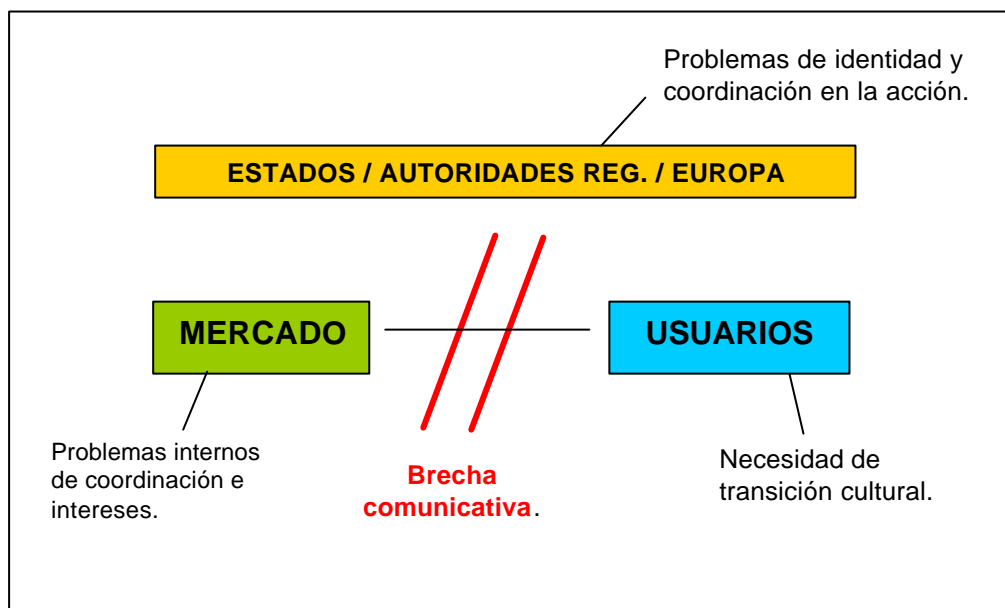 Problemas de identidad y
coordinación en la acción.
ESTADOS / AUTORIDADES REG. / EUROPA
MERCADO
USUARIOS
Problemas internos
de coordinación e
intereses.
Brecha
comunicativa.
Necesidad de
transición cultural.